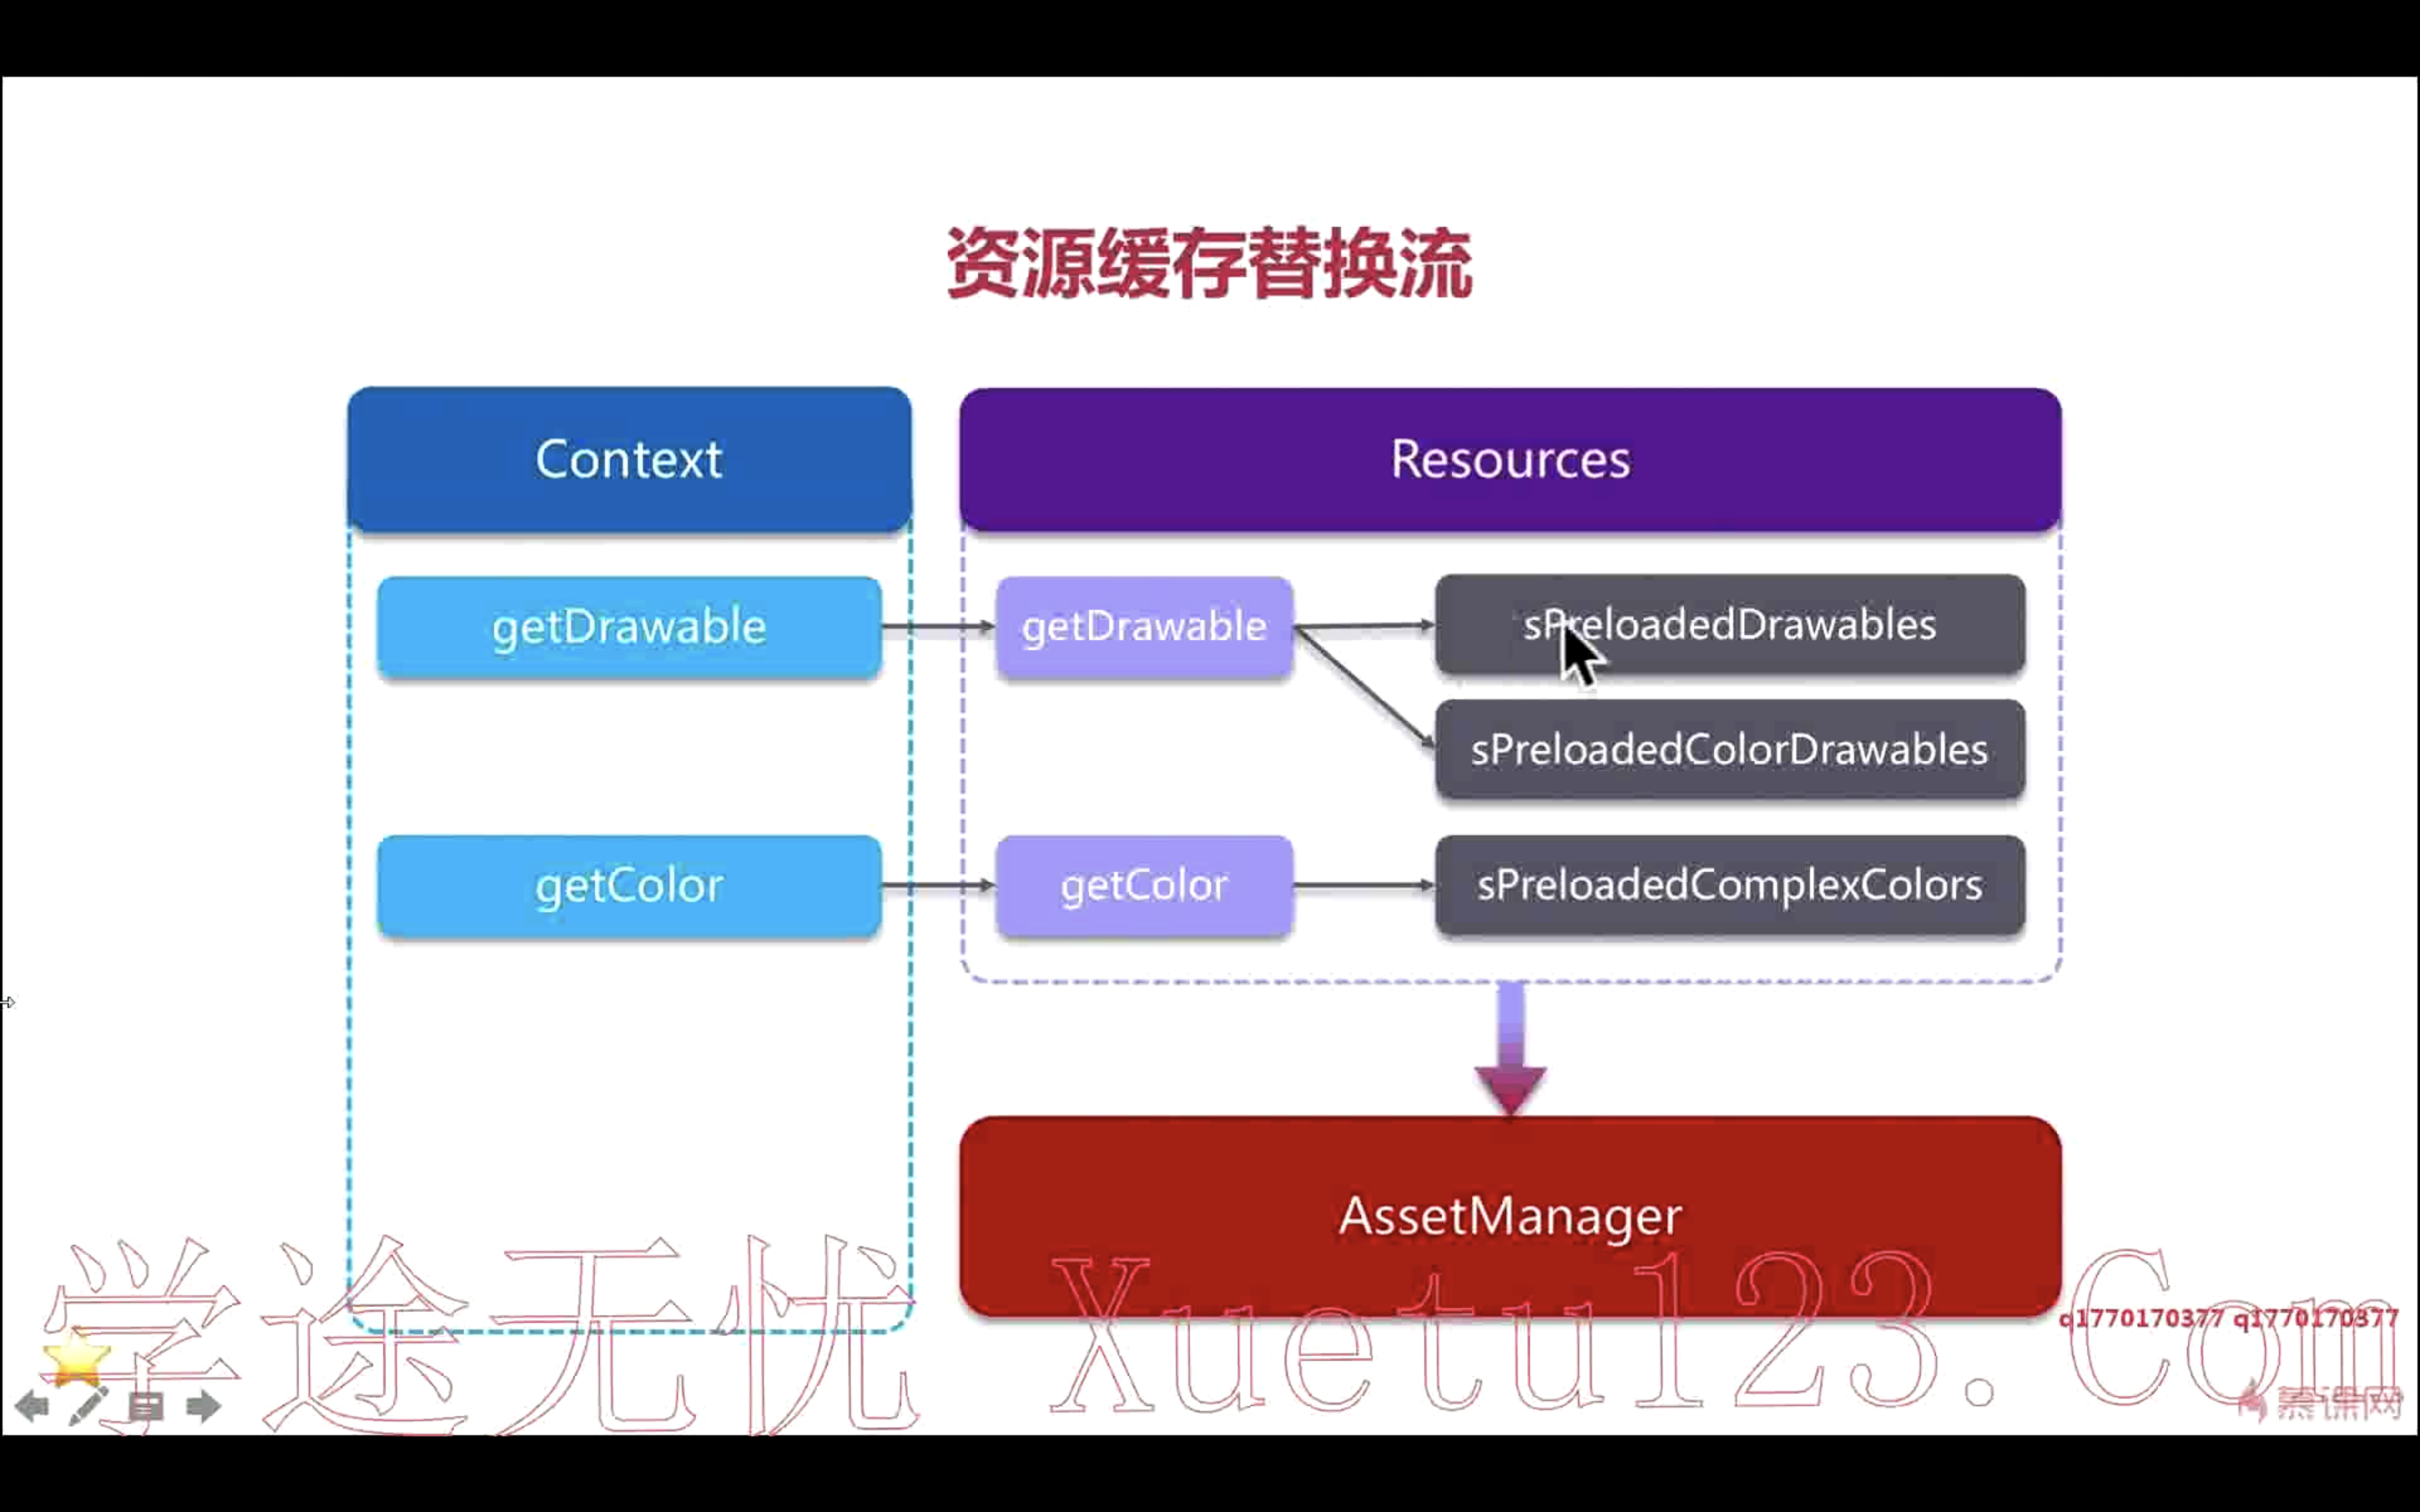 资源缓存替换流
Context
Resources
getDrawable
getDrawable
sPreloadedDrawables
sPreloadedColorDrawables
getColor
getColor
sPreloadedComplexColors
AssetManager
学途无忧 Xuetu123.Com
q1770170377 q1770170377
慕课网